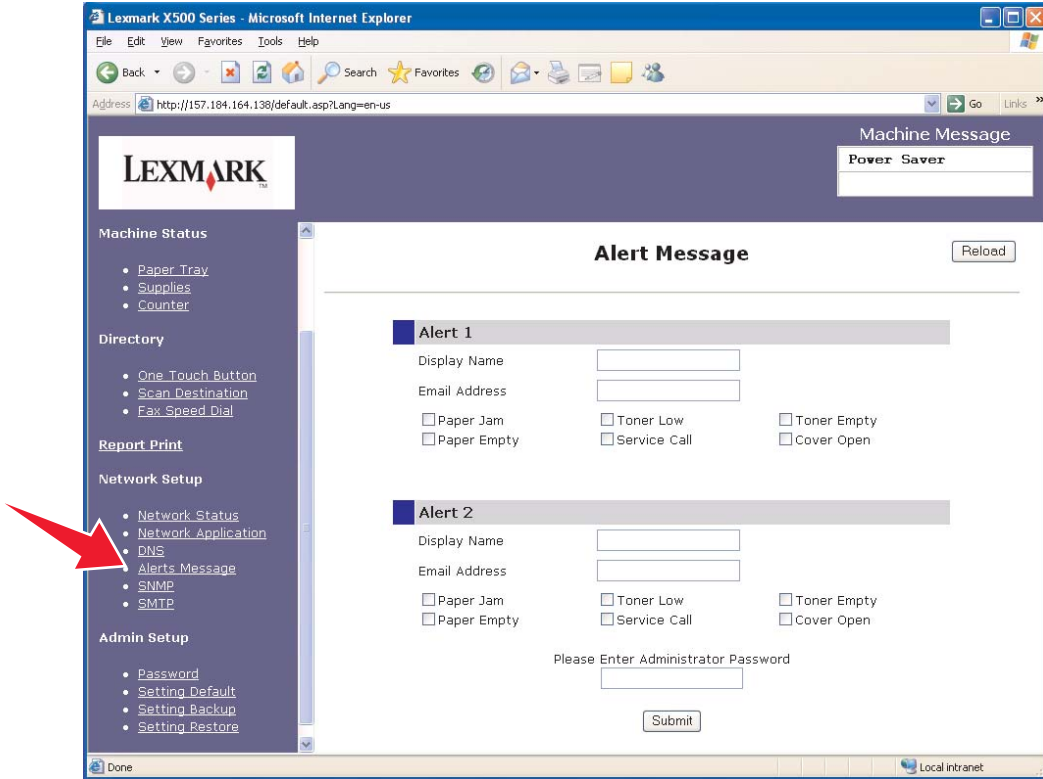 Lexmark X500 Series - Microsoft Internet Explorer
File Edit View Favorites Tools Help
Back Search Favorites
Address http://157.184.164.138/default.asp?Lang=en-us Go Links »
LEXMARK TM
Machine Message
Power Saver
Machine Status
Paper Tray
Supplies
Counter
Directory
One Touch Button
Scan Destination
Fax Speed Dial
Report Print
Network Setup
Network Status
Network Application
DNS
Alerts Message
SNMP
SMTP
Admin Setup
Password
Setting Default
Setting Backup
Setting Restore
Alert Message
Reload
Alert 1
Display Name
Email Address
Paper Jam Toner Low Toner Empty
Paper Empty Service Call Cover Open
Alert 2
Display Name
Email Address
Paper Jam Toner Low Toner Empty
Paper Empty Service Call Cover Open
Please Enter Administrator Password
Submit
Done Local intranet